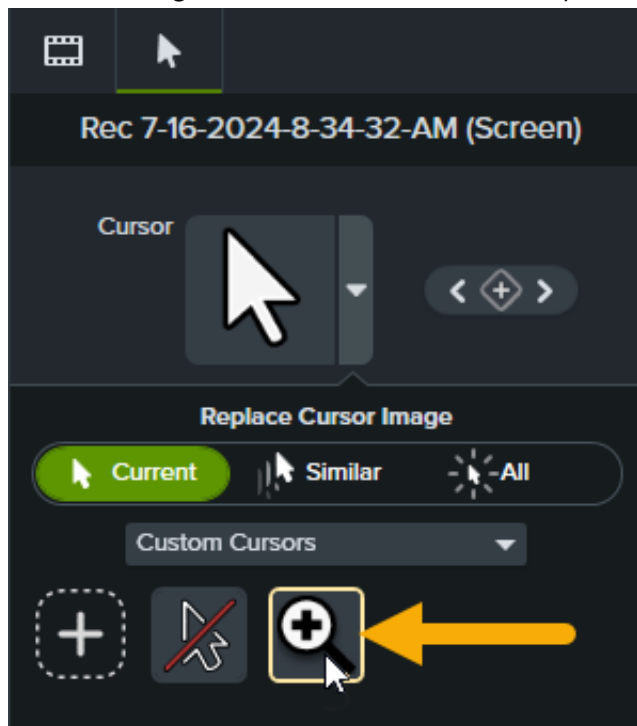 Rec 7-16-2024-8-34-32-AM (Screen)
Cursor
Replace Cursor Image
Current Similar All
Custom Cursors